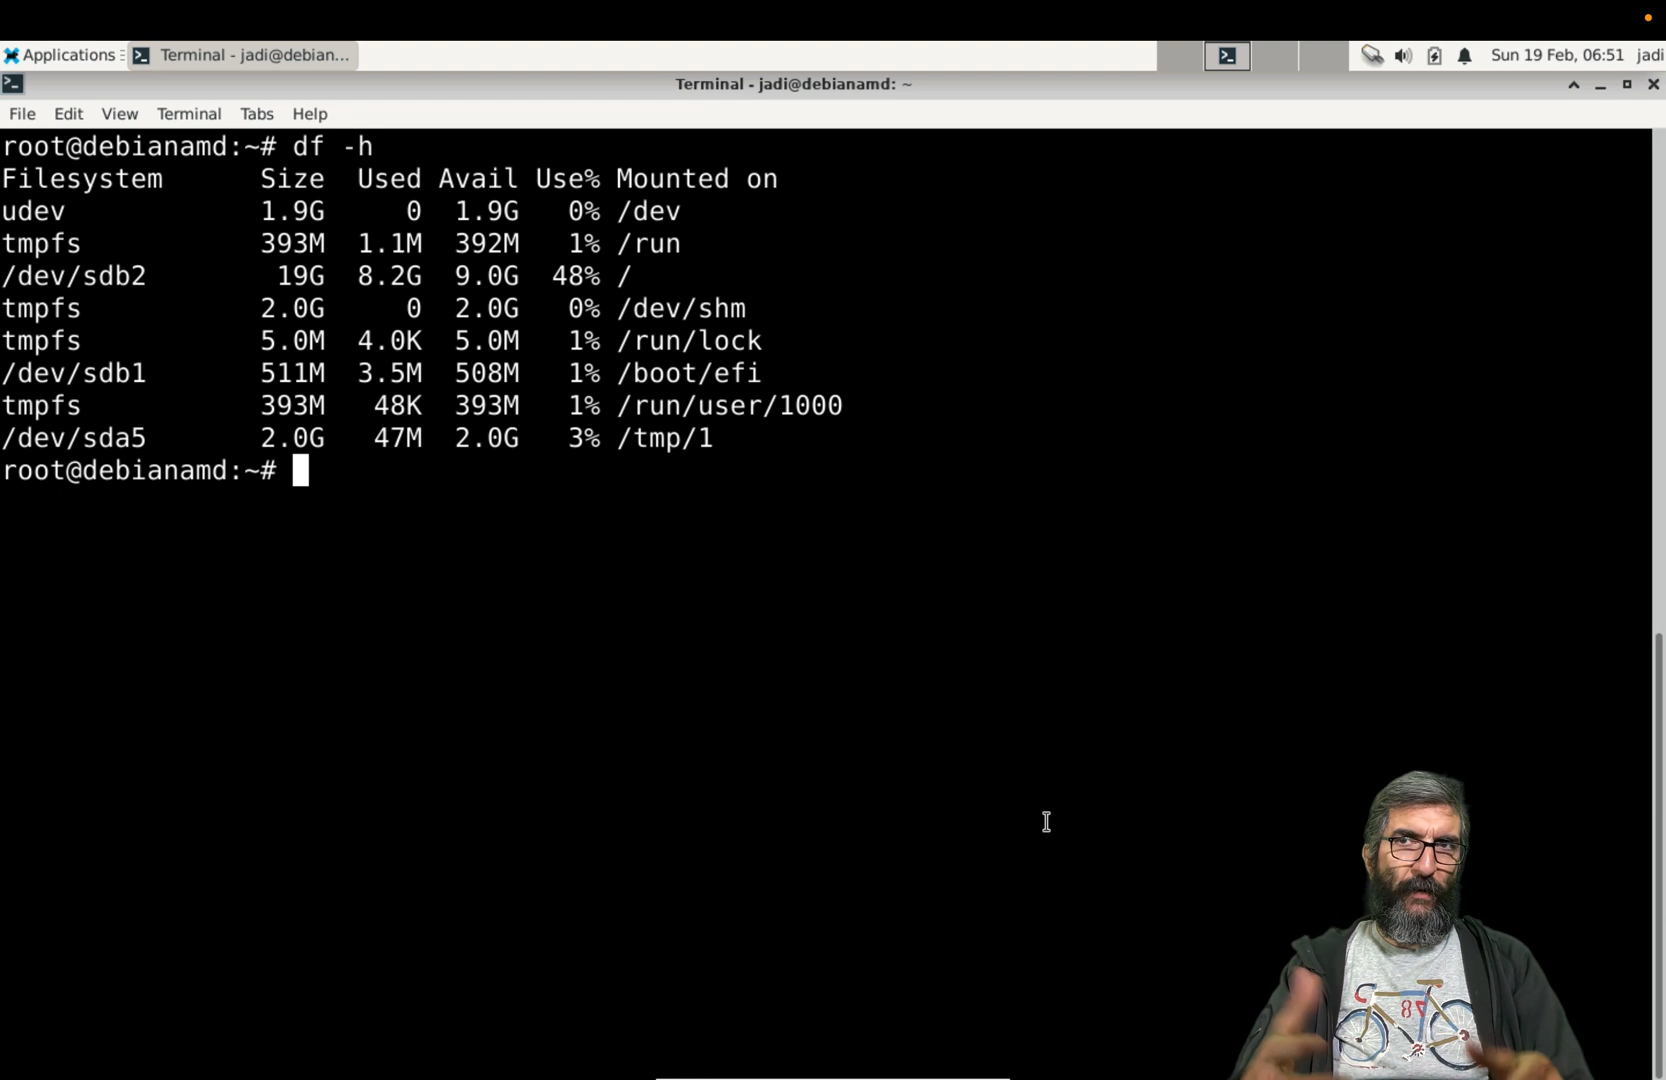 Applications Terminal - jadi@debian... Sun 19 Feb, 06:51 jadi
Terminal - jadi@debianamd: ~
File Edit View Terminal Tabs Help
root@debianamd:~# df -h
Filesystem Size Used Avail Use% Mounted on
udev 1.9G 0 1.9G 0% /dev
tmpfs 393M 1.1M 392M 1% /run
/dev/sdb2 19G 8.2G 9.0G 48% /
tmpfs 2.0G 0 2.0G 0% /dev/shm
tmpfs 5.0M 4.0K 5.0M 1% /run/lock
/dev/sdb1 511M 3.5M 508M 1% /boot/efi
tmpfs 393M 48K 393M 1% /run/user/1000
/dev/sda5 2.0G 47M 2.0G 3% /tmp/1
root@debianamd:~#